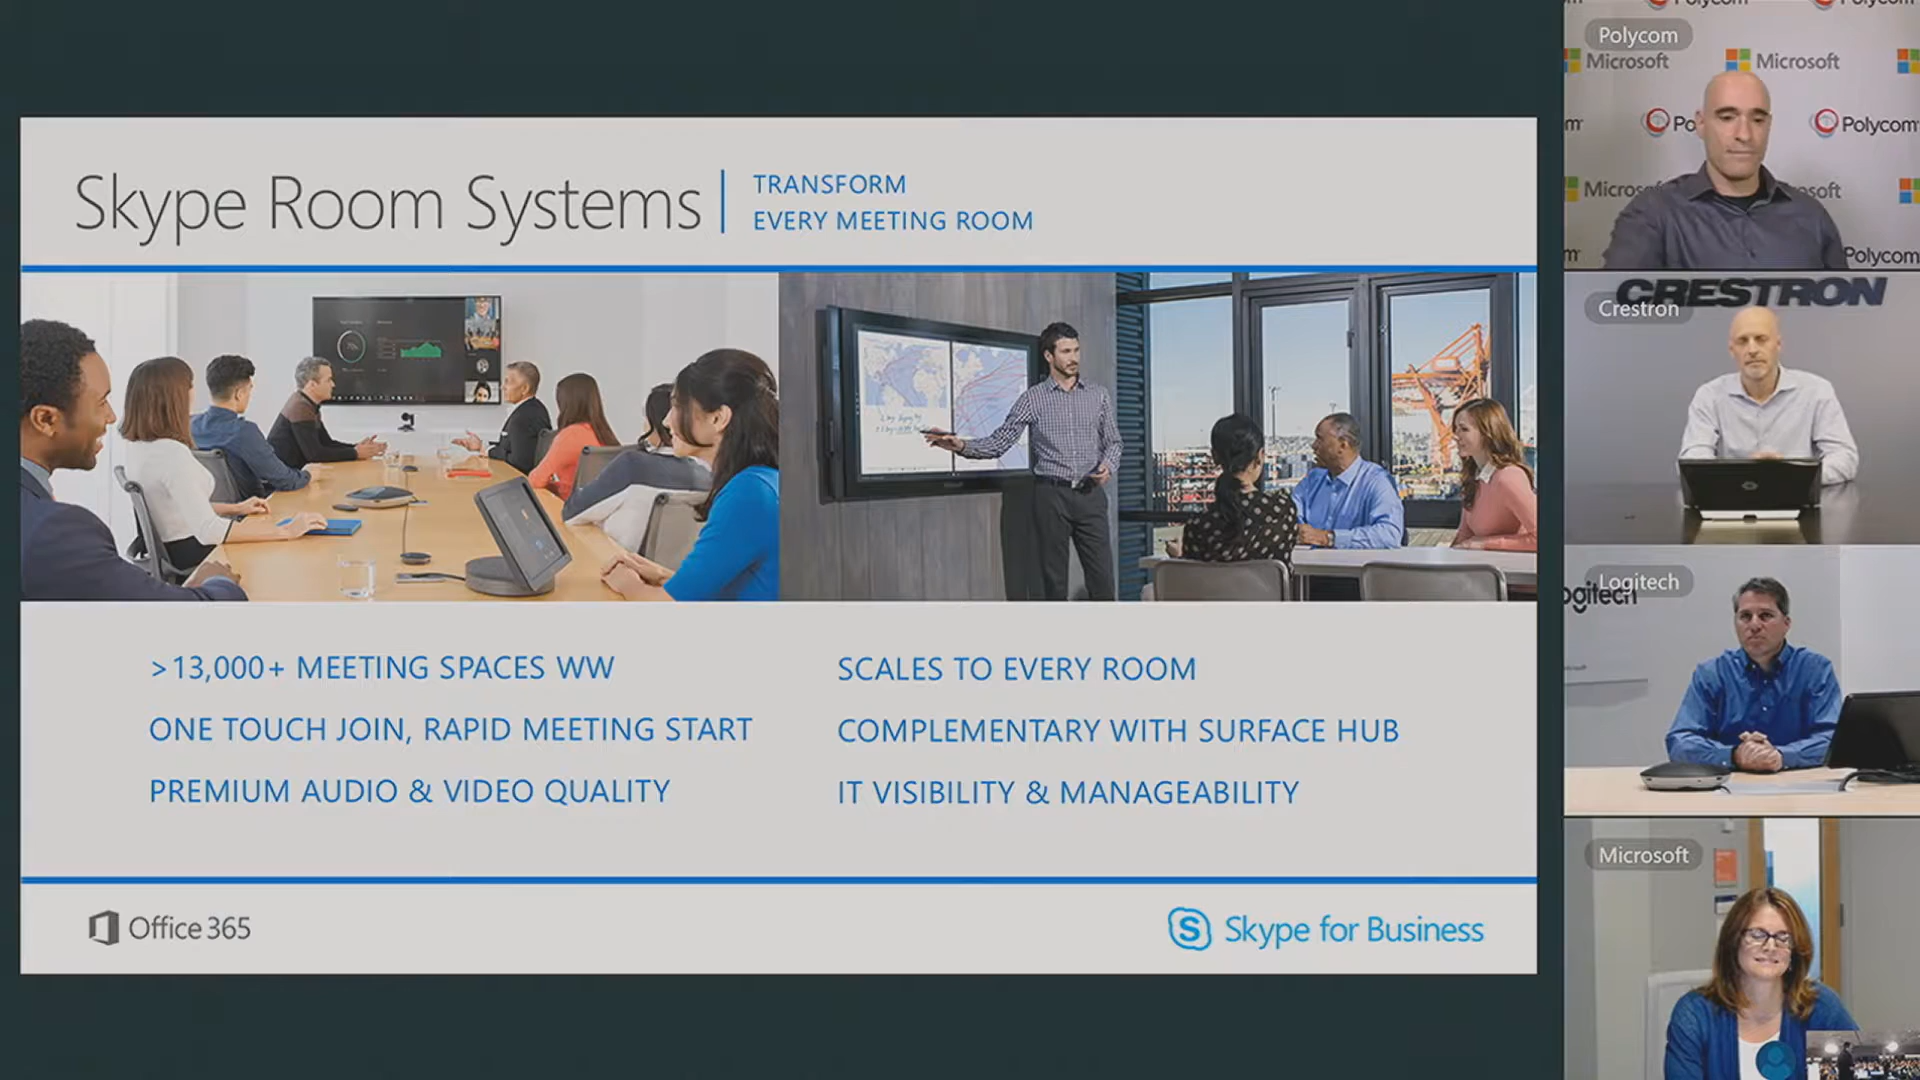 Skype Room Systems
TRANSFORM
EVERY MEETING ROOM
>13,000+ MEETING SPACES WW
ONE TOUCH JOIN, RAPID MEETING START
PREMIUM AUDIO & VIDEO QUALITY
SCALES TO EVERY ROOM
COMPLEMENTARY WITH SURFACE HUB
IT VISIBILITY & MANAGEABILITY
Office 365
Skype for Business
Polycom
Polycom
Microsoft
Microsoft
Polycom
Polycom
Crestron
CRESTRON
Logitech
ogitech
Microsoft